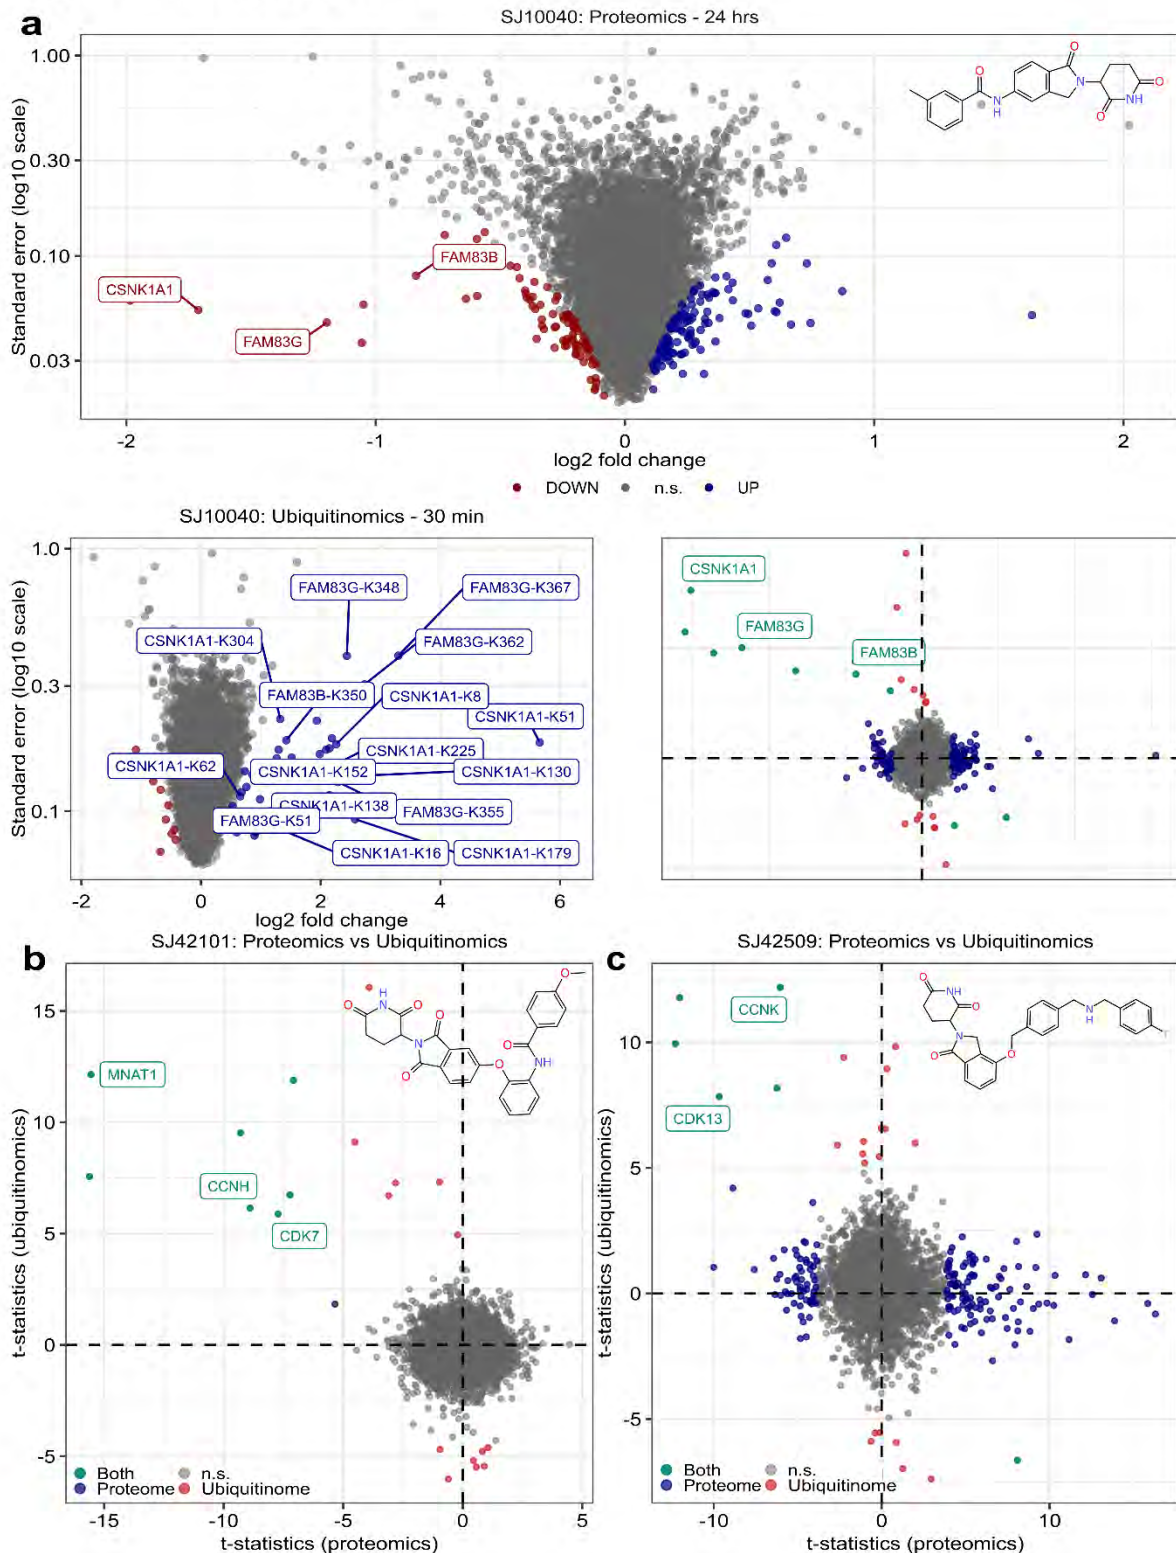 a
SJ10040: Proteomics - 24 hrs
Standard error (log10 scale)
1.00
0.30
0.10
0.03
CSNK1A1
FAM83G
FAM83B
O
O
N
H
N
O
O
NH
-2
-1
0
1
2
log2 fold change
DOWN
n.s.
UP
SJ10040: Ubiquitinomics - 30 min
Standard error (log10 scale)
1.0
0.3
0.1
FAM83G-K348
FAM83G-K367
CSNK1A1-K304
FAM83G-K362
FAM83B-K350
CSNK1A1-K8
CSNK1A1-K51
CSNK1A1-K62
CSNK1A1-K225
CSNK1A1-K152
CSNK1A1-K130
CSNK1A1-K138
FAM83G-K355
FAM83G-K51
CSNK1A1-K16
CSNK1A1-K179
-2
0
2
4
6
log2 fold change
CSNK1A1
FAM83G
FAM83B
b
SJ42101: Proteomics vs Ubiquitinomics
t-statistics (ubiquitinomics)
15
10
5
0
-5
MNAT1
CCNH
CDK7
O
H
N
O
O
N
O
O
O
O
NH
Both
n.s.
Proteome
Ubiquitinome
-15
-10
-5
0
5
t-statistics (proteomics)
c
SJ42509: Proteomics vs Ubiquitinomics
t-statistics (ubiquitinomics)
10
5
0
-5
CCNK
CDK13
O
NH
O
N
O
O
N
H
Both
n.s.
Proteome
Ubiquitinome
-10
0
10
t-statistics (proteomics)